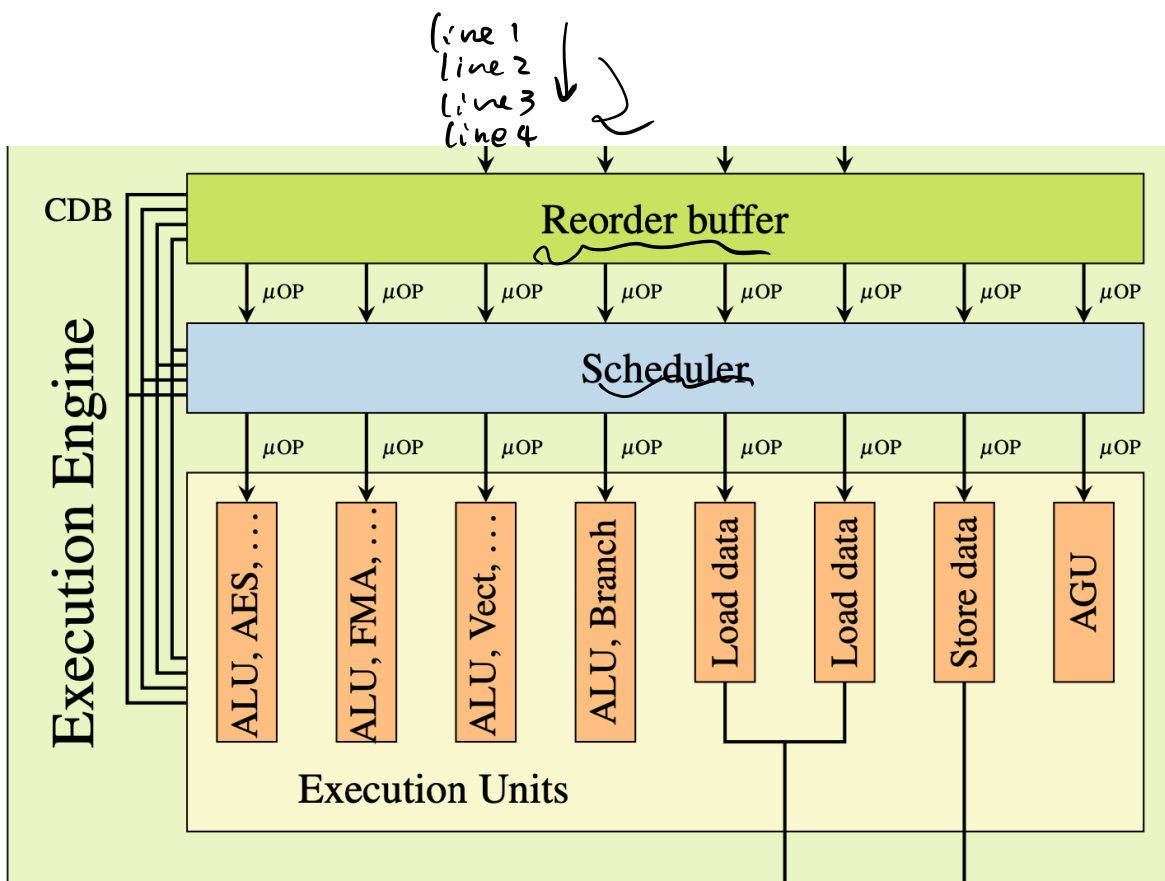 line 1
line 2
line 3
line 4
CDB
Reorder buffer
μOP μOP μOP μOP μOP μOP μOP μOP
Scheduler
μOP μOP μOP μOP μOP μOP μOP μOP
Execution Engine
ALU, AES, …
ALU, FMA, …
ALU, Vect, …
ALU, Branch
Load data
Load data
Store data
AGU
Execution Units